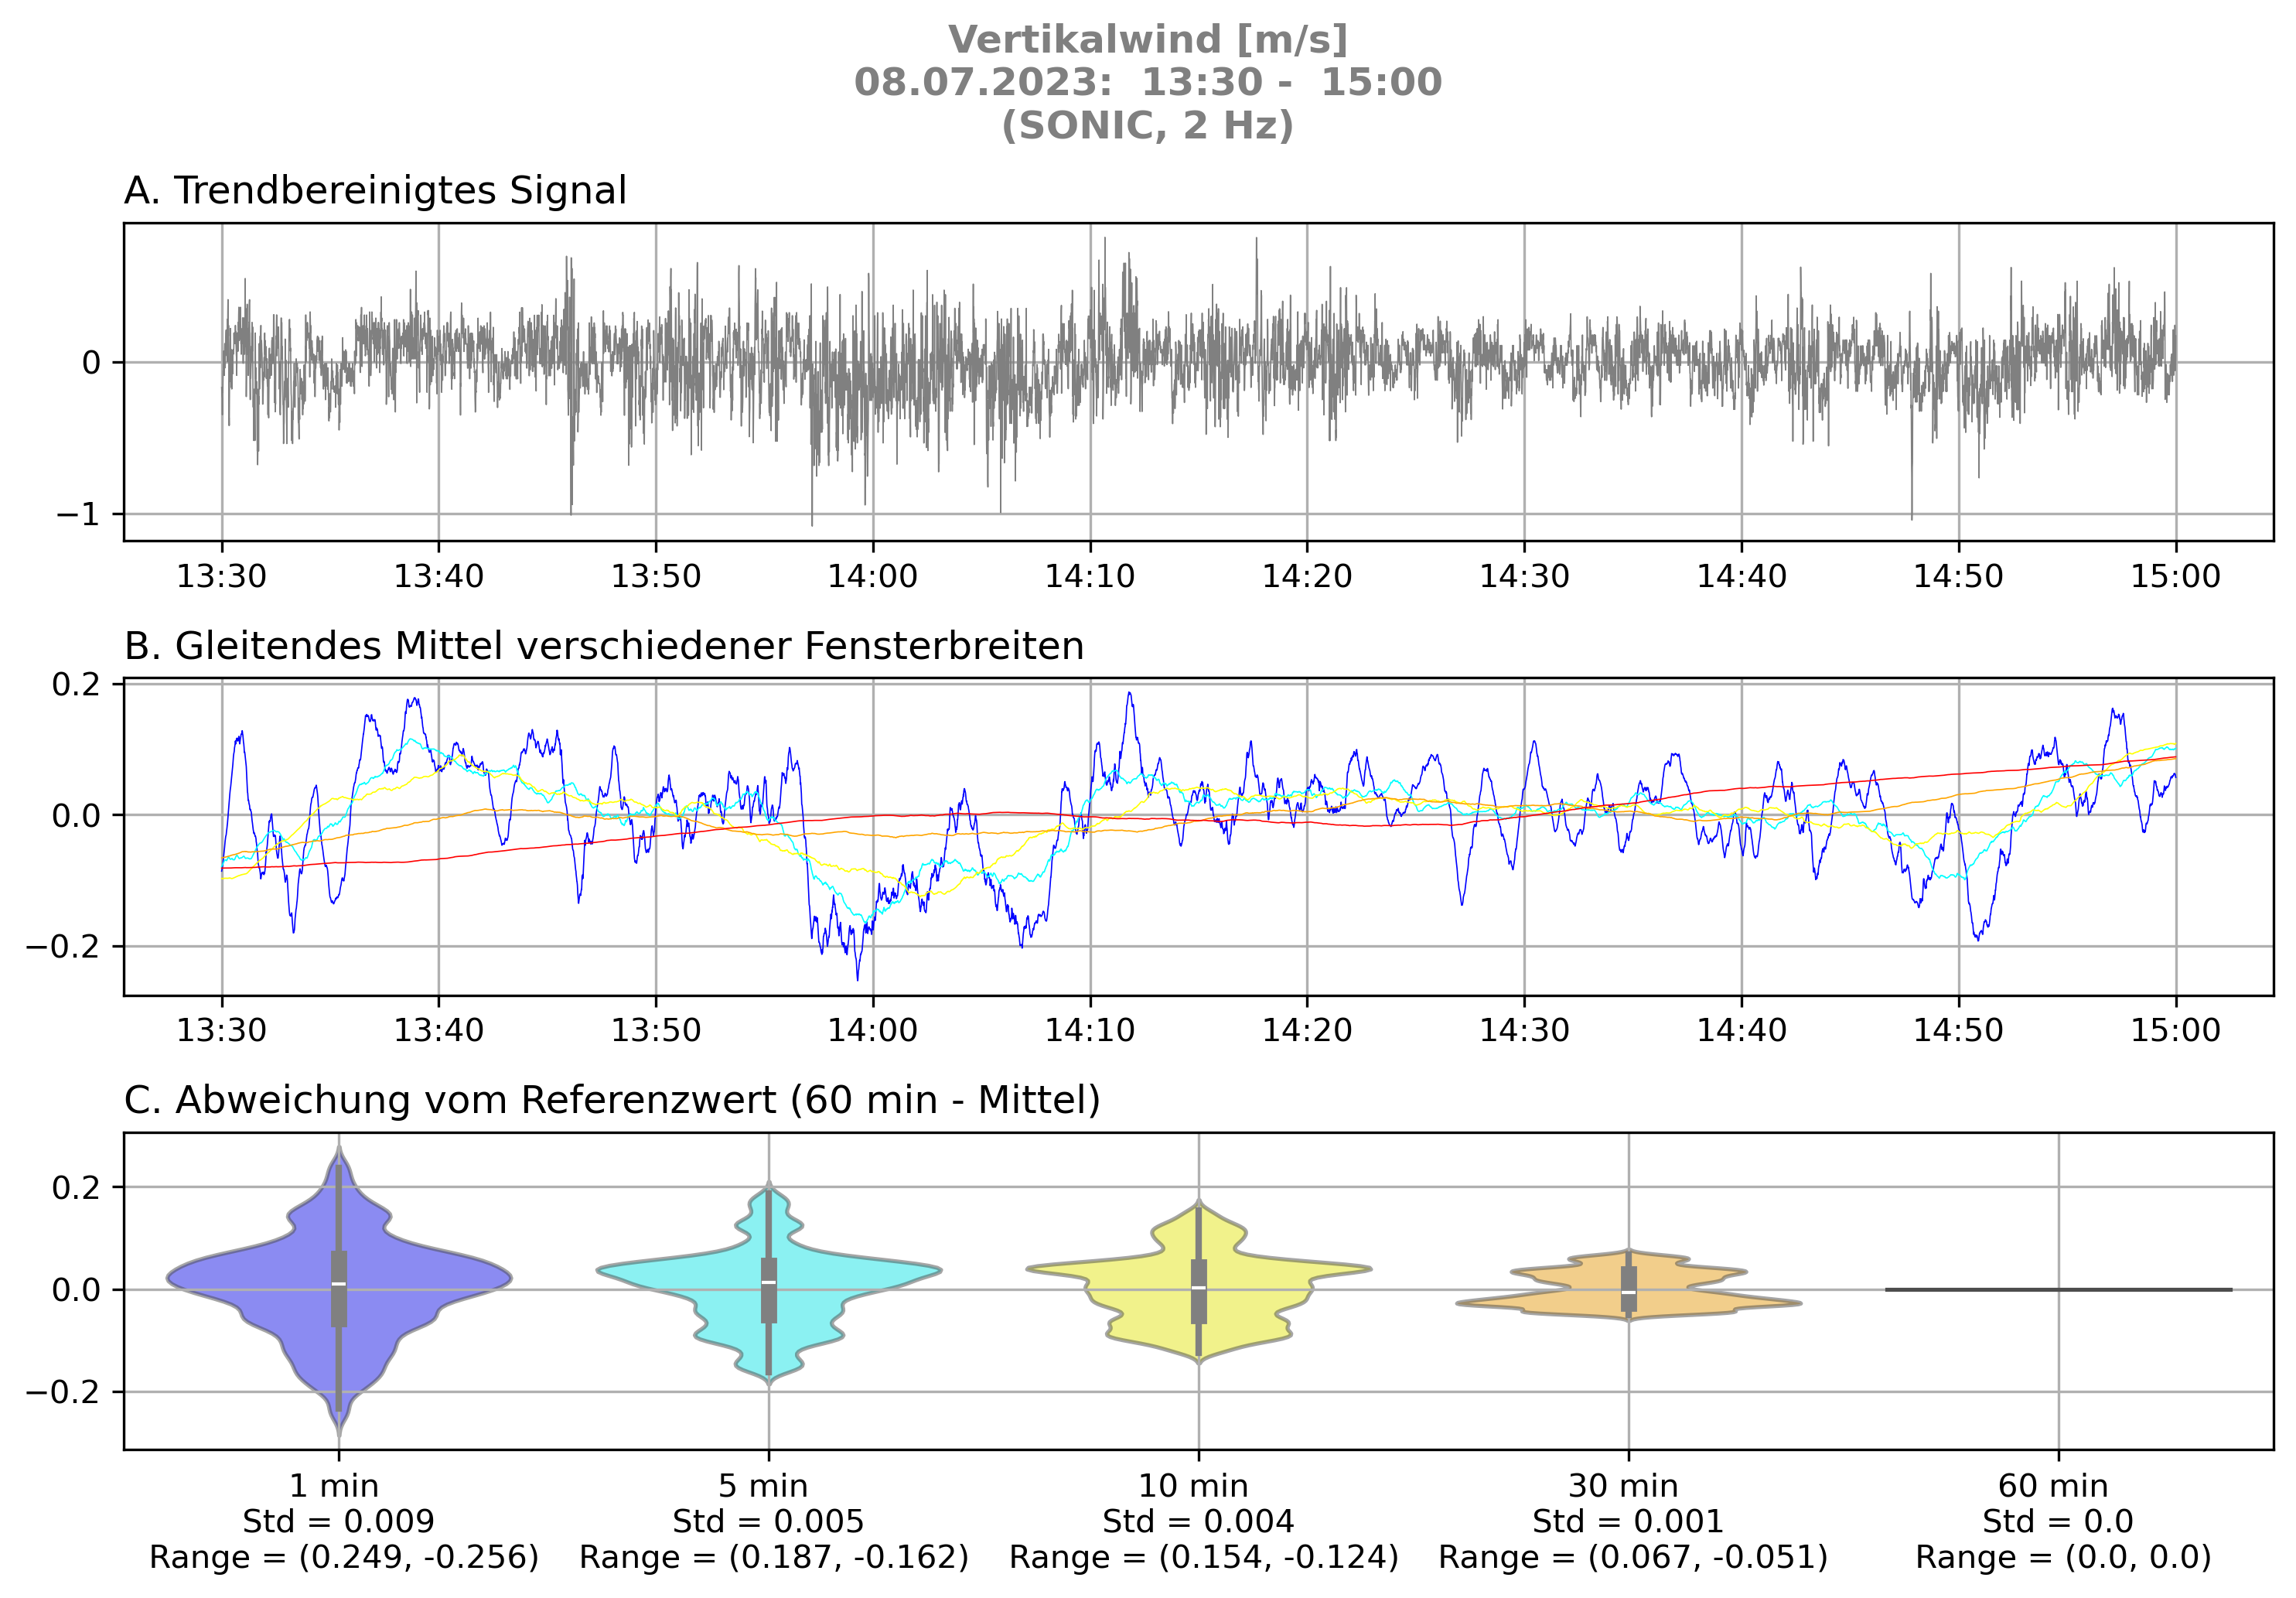 Vertikalwind [m/s]
08.07.2023:  13:30 -  15:00
(SONIC, 2 Hz)
A. Trendbereinigtes Signal
0
−1
13:30 13:40 13:50 14:00 14:10 14:20 14:30 14:40 14:50 15:00
B. Gleitendes Mittel verschiedener Fensterbreiten
0.2
0.0
−0.2
13:30 13:40 13:50 14:00 14:10 14:20 14:30 14:40 14:50 15:00
C. Abweichung vom Referenzwert (60 min - Mittel)
0.2
0.0
−0.2
1 min 5 min 10 min 30 min 60 min
Std = 0.009 Std = 0.005 Std = 0.004 Std = 0.001 Std = 0.0
Range = (0.249, -0.256) Range = (0.187, -0.162) Range = (0.154, -0.124) Range = (0.067, -0.051) Range = (0.0, 0.0)